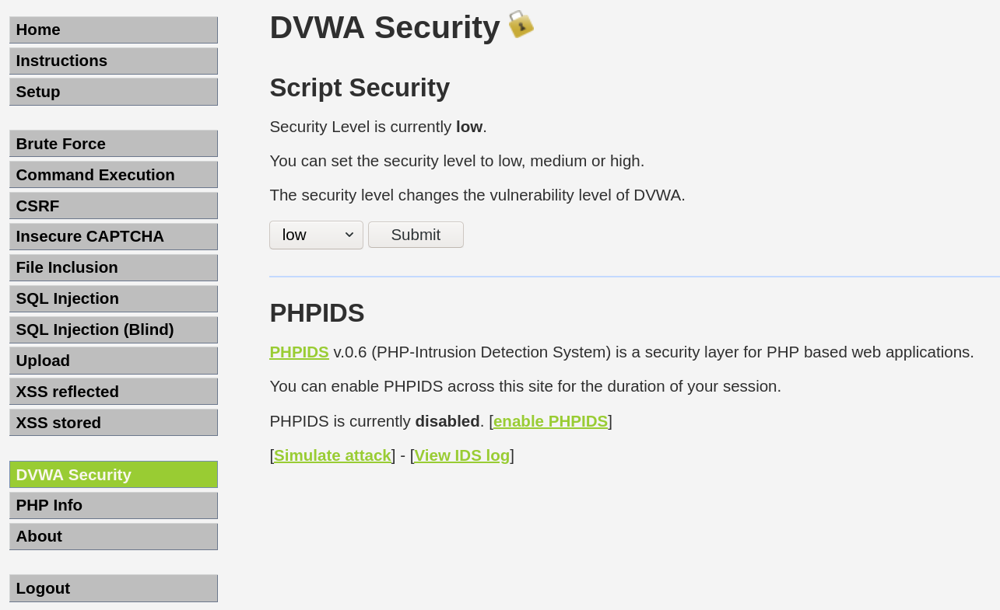 Home
Instructions
Setup
Brute Force
Command Execution
CSRF
Insecure CAPTCHA
File Inclusion
SQL Injection
SQL Injection (Blind)
Upload
XSS reflected
XSS stored
DVWA Security
PHP Info
About
Logout
DVWA Security
Script Security
Security Level is currently low.
You can set the security level to low, medium or high.
The security level changes the vulnerability level of DVWA.
low Submit
PHPIDS
PHPIDS v.0.6 (PHP-Intrusion Detection System) is a security layer for PHP based web applications.
You can enable PHPIDS across this site for the duration of your session.
PHPIDS is currently disabled. [enable PHPIDS]
[Simulate attack] - [View IDS log]